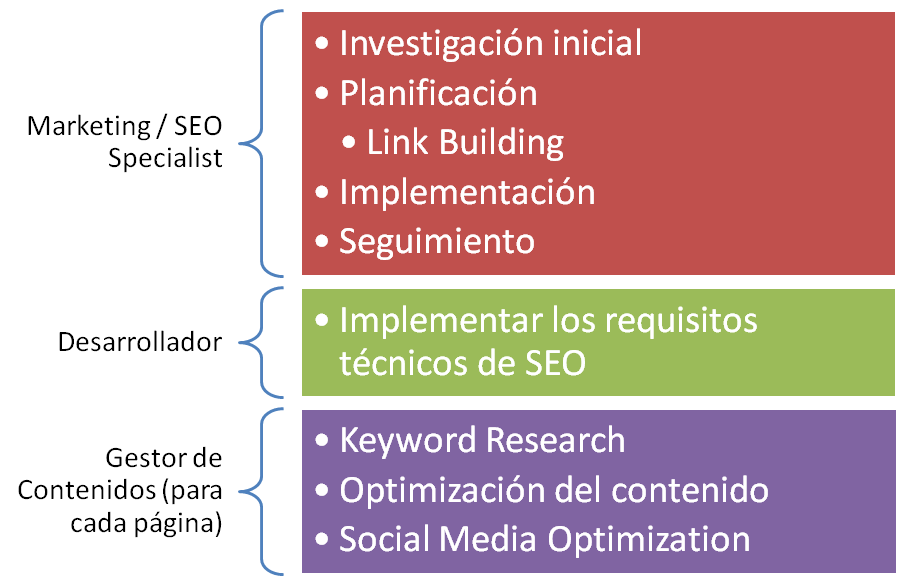 Marketing / SEO
Specialist
• Investigación inicial
• Planificación
• Link Building
• Implementación
• Seguimiento
Desarrollador
• Implementar los requisitos
técnicos de SEO
Gestor de
Contenidos (para
cada página)
• Keyword Research
• Optimización del contenido
• Social Media Optimization